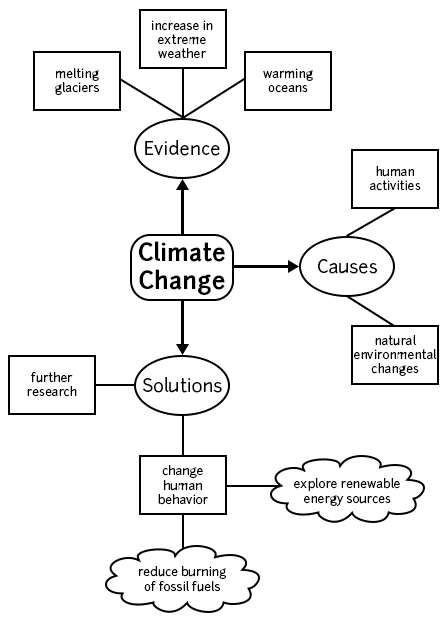 increase in
extreme
weather
melting
glaciers
warming
oceans
Evidence
human
activities
Climate
Change
Causes
natural
environmental
changes
further
research
Solutions
change
human
behavior
explore renewable
energy sources
reduce burning
of fossil fuels